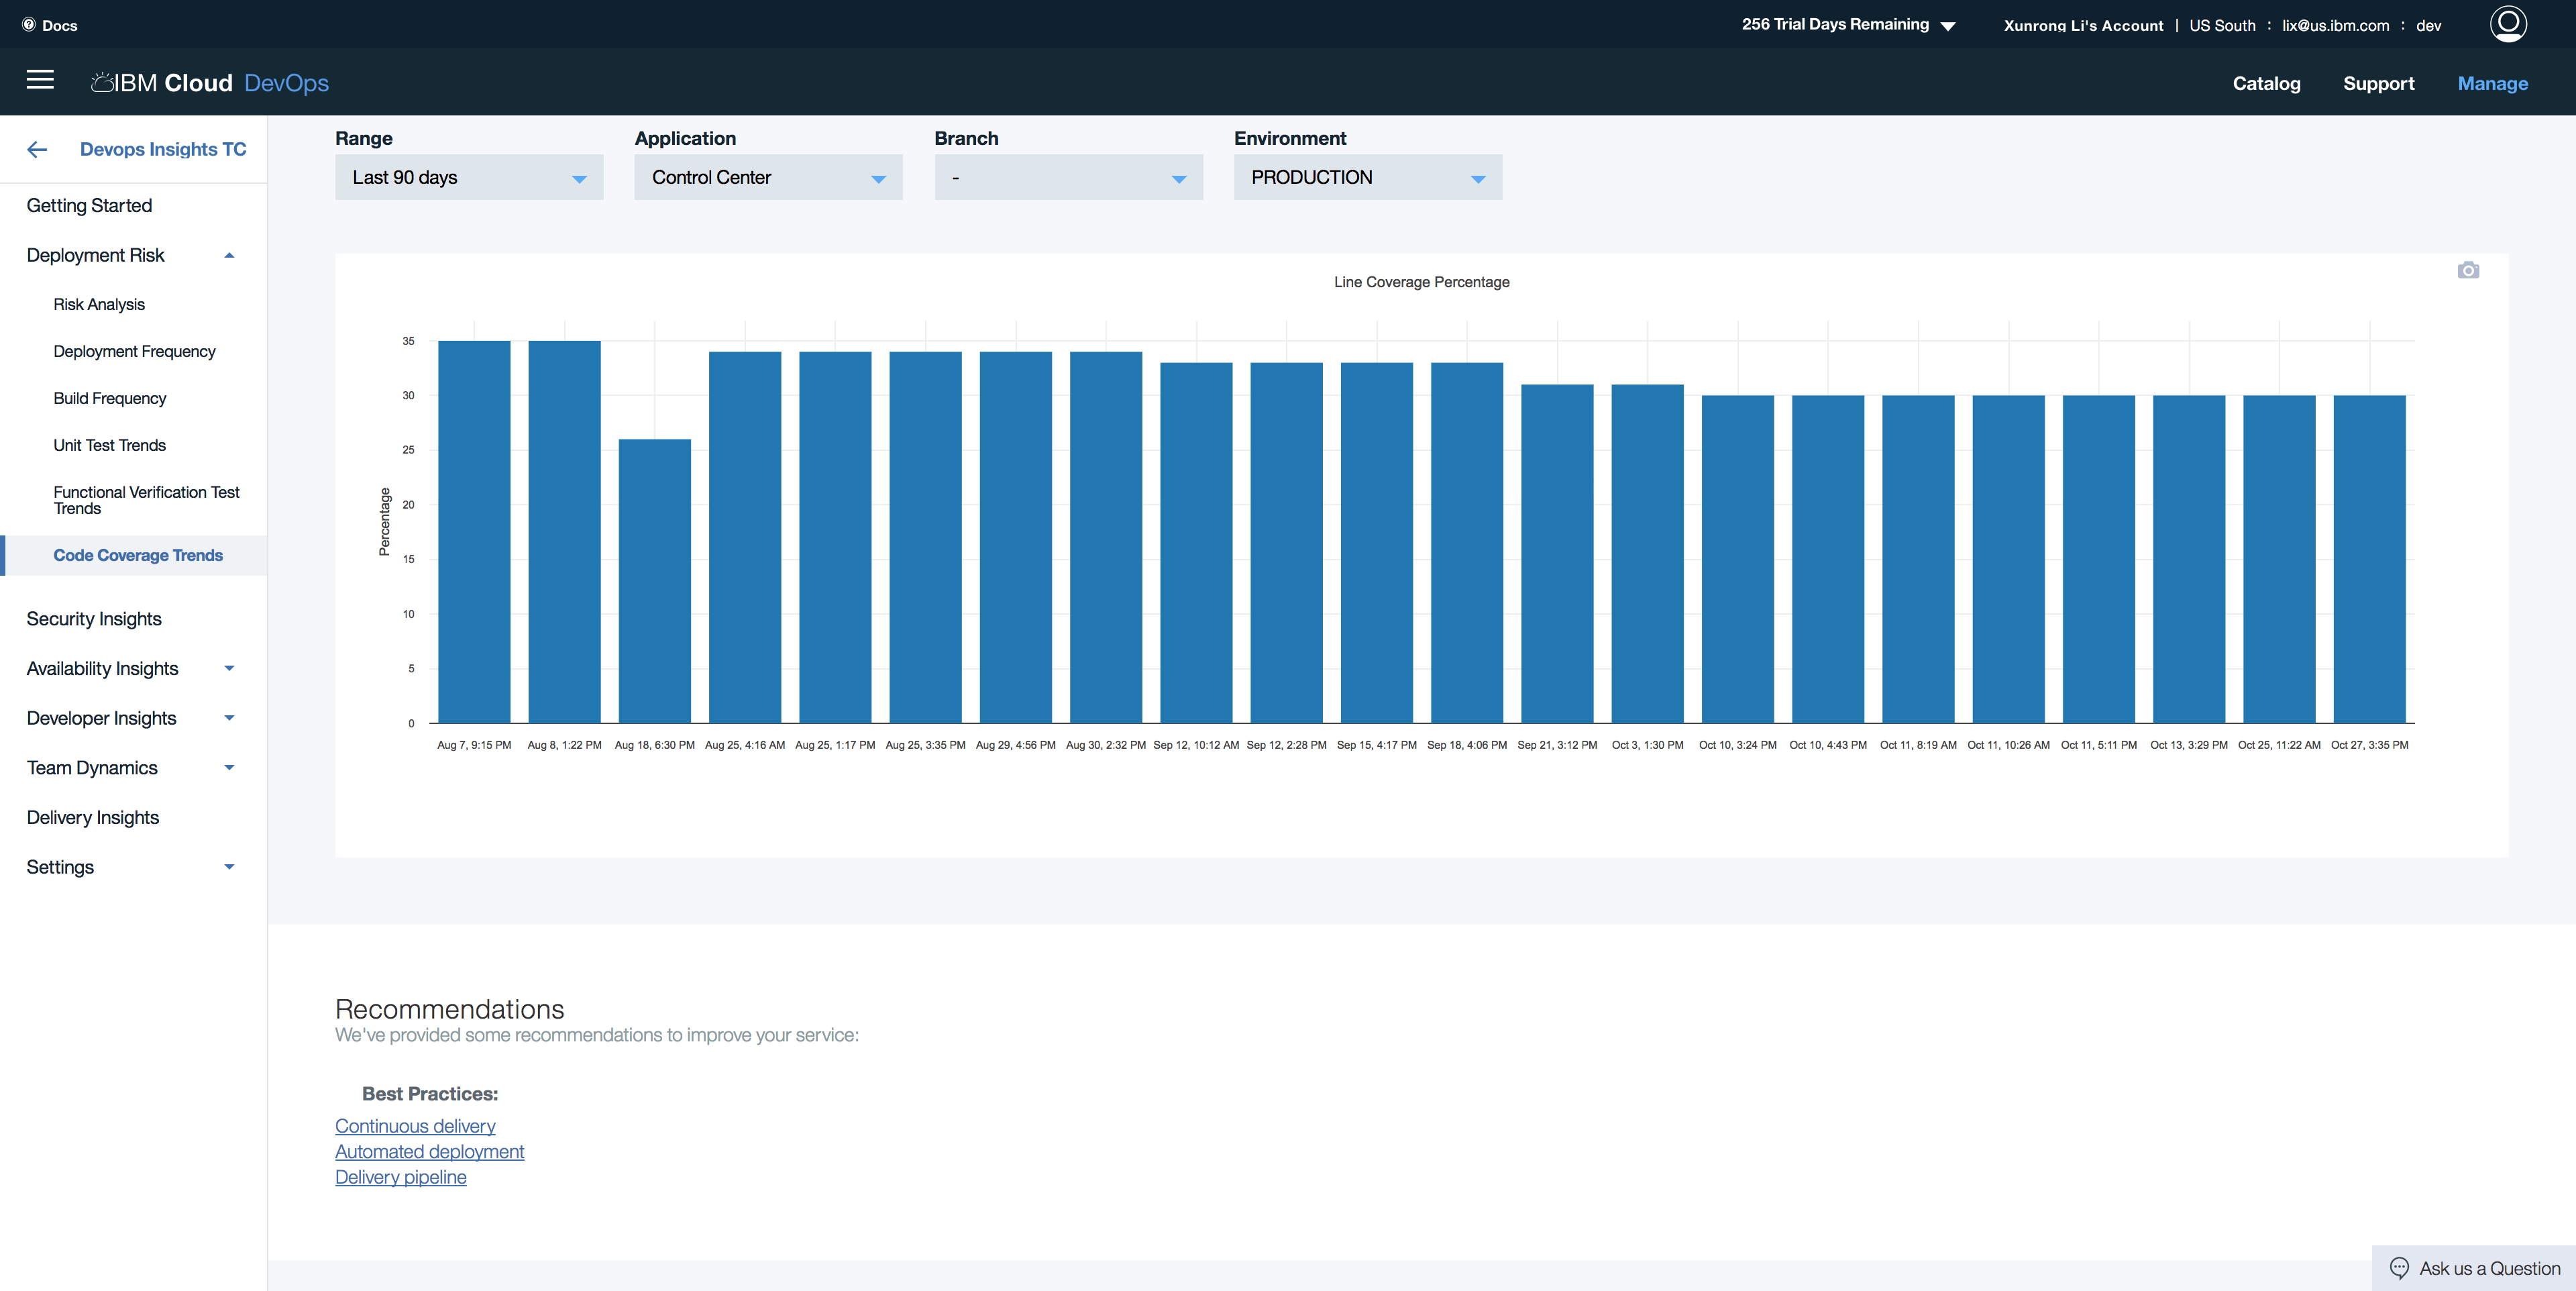 Docs
256 Trial Days Remaining
Xunrong Li's Account | US South : lix@us.ibm.com : dev
IBM Cloud DevOps
Catalog Support Manage
Devops Insights TC
Getting Started
Deployment Risk
Risk Analysis
Deployment Frequency
Build Frequency
Unit Test Trends
Functional Verification Test
Trends
Code Coverage Trends
Security Insights
Availability Insights
Developer Insights
Team Dynamics
Delivery Insights
Settings
Range Application Branch Environment
Last 90 days Control Center - PRODUCTION
Line Coverage Percentage
Percentage
35
30
25
20
15
10
5
0
Aug 7, 9:15 PM Aug 8, 1:22 PM Aug 18, 6:30 PM Aug 25, 4:16 AM Aug 25, 1:17 PM Aug 25, 3:35 PM Aug 29, 4:56 PM Aug 30, 2:32 PM Sep 12, 10:12 AM Sep 12, 2:28 PM Sep 15, 4:17 PM Sep 18, 4:06 PM Sep 21, 3:12 PM Oct 3, 1:30 PM Oct 10, 3:24 PM Oct 10, 4:43 PM Oct 11, 8:19 AM Oct 11, 10:26 AM Oct 11, 5:11 PM Oct 13, 3:29 PM Oct 25, 11:22 AM Oct 27, 3:35 PM
Recommendations
We've provided some recommendations to improve your service:
Best Practices:
Continuous delivery
Automated deployment
Delivery pipeline
Ask us a Question